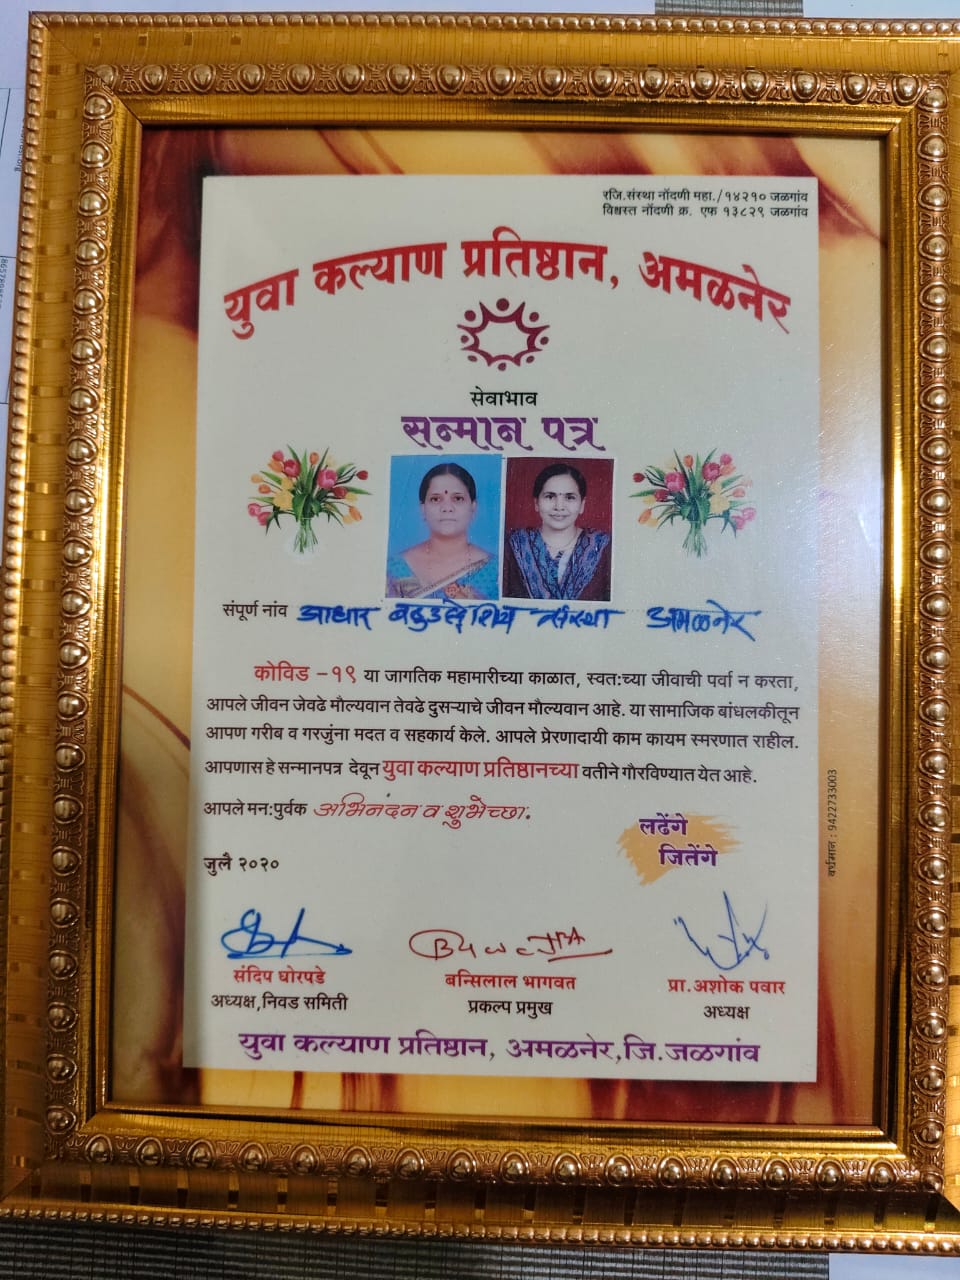 रजि.संस्था नोंदणी महा./१४२१० जळगांव
विश्वस्त नोंदणी क्र. एफ १३८२९ जळगांव
युवा कल्याण प्रतिष्ठान, अमळनेर
सेवाभाव
सन्मान पत्र
संपूर्ण नांव आधार बहुउद्देशिय संस्था अमळनेर
कोविड -१९ या जागतिक महामारीच्या काळात, स्वत:च्या जीवाची पर्वा न करता,
आपले जीवन जेवढे मौल्यवान तेवढे दुसऱ्याचे जीवन मौल्यवान आहे. या सामाजिक बांधलकीतून
आपण गरीब व गरजुंना मदत व सहकार्य केले. आपले प्रेरणादायी काम कायम स्मरणात राहील.
आपणास हे सन्मानपत्र देवून युवा कल्याण प्रतिष्ठानच्या वतीने गौरविण्यात येत आहे.
आपले मन:पुर्वक अभिनंदन व शुभेच्छा.
लढेंगे
जितेंगे
जुलै २०२०
वर्धमान : 9422733003
संदिप घोरपडे
अध्यक्ष,निवड समिती
बन्सिलाल भागवत
प्रकल्प प्रमुख
प्रा.अशोक पवार
अध्यक्ष
युवा कल्याण प्रतिष्ठान, अमळनेर,जि.जळगांव